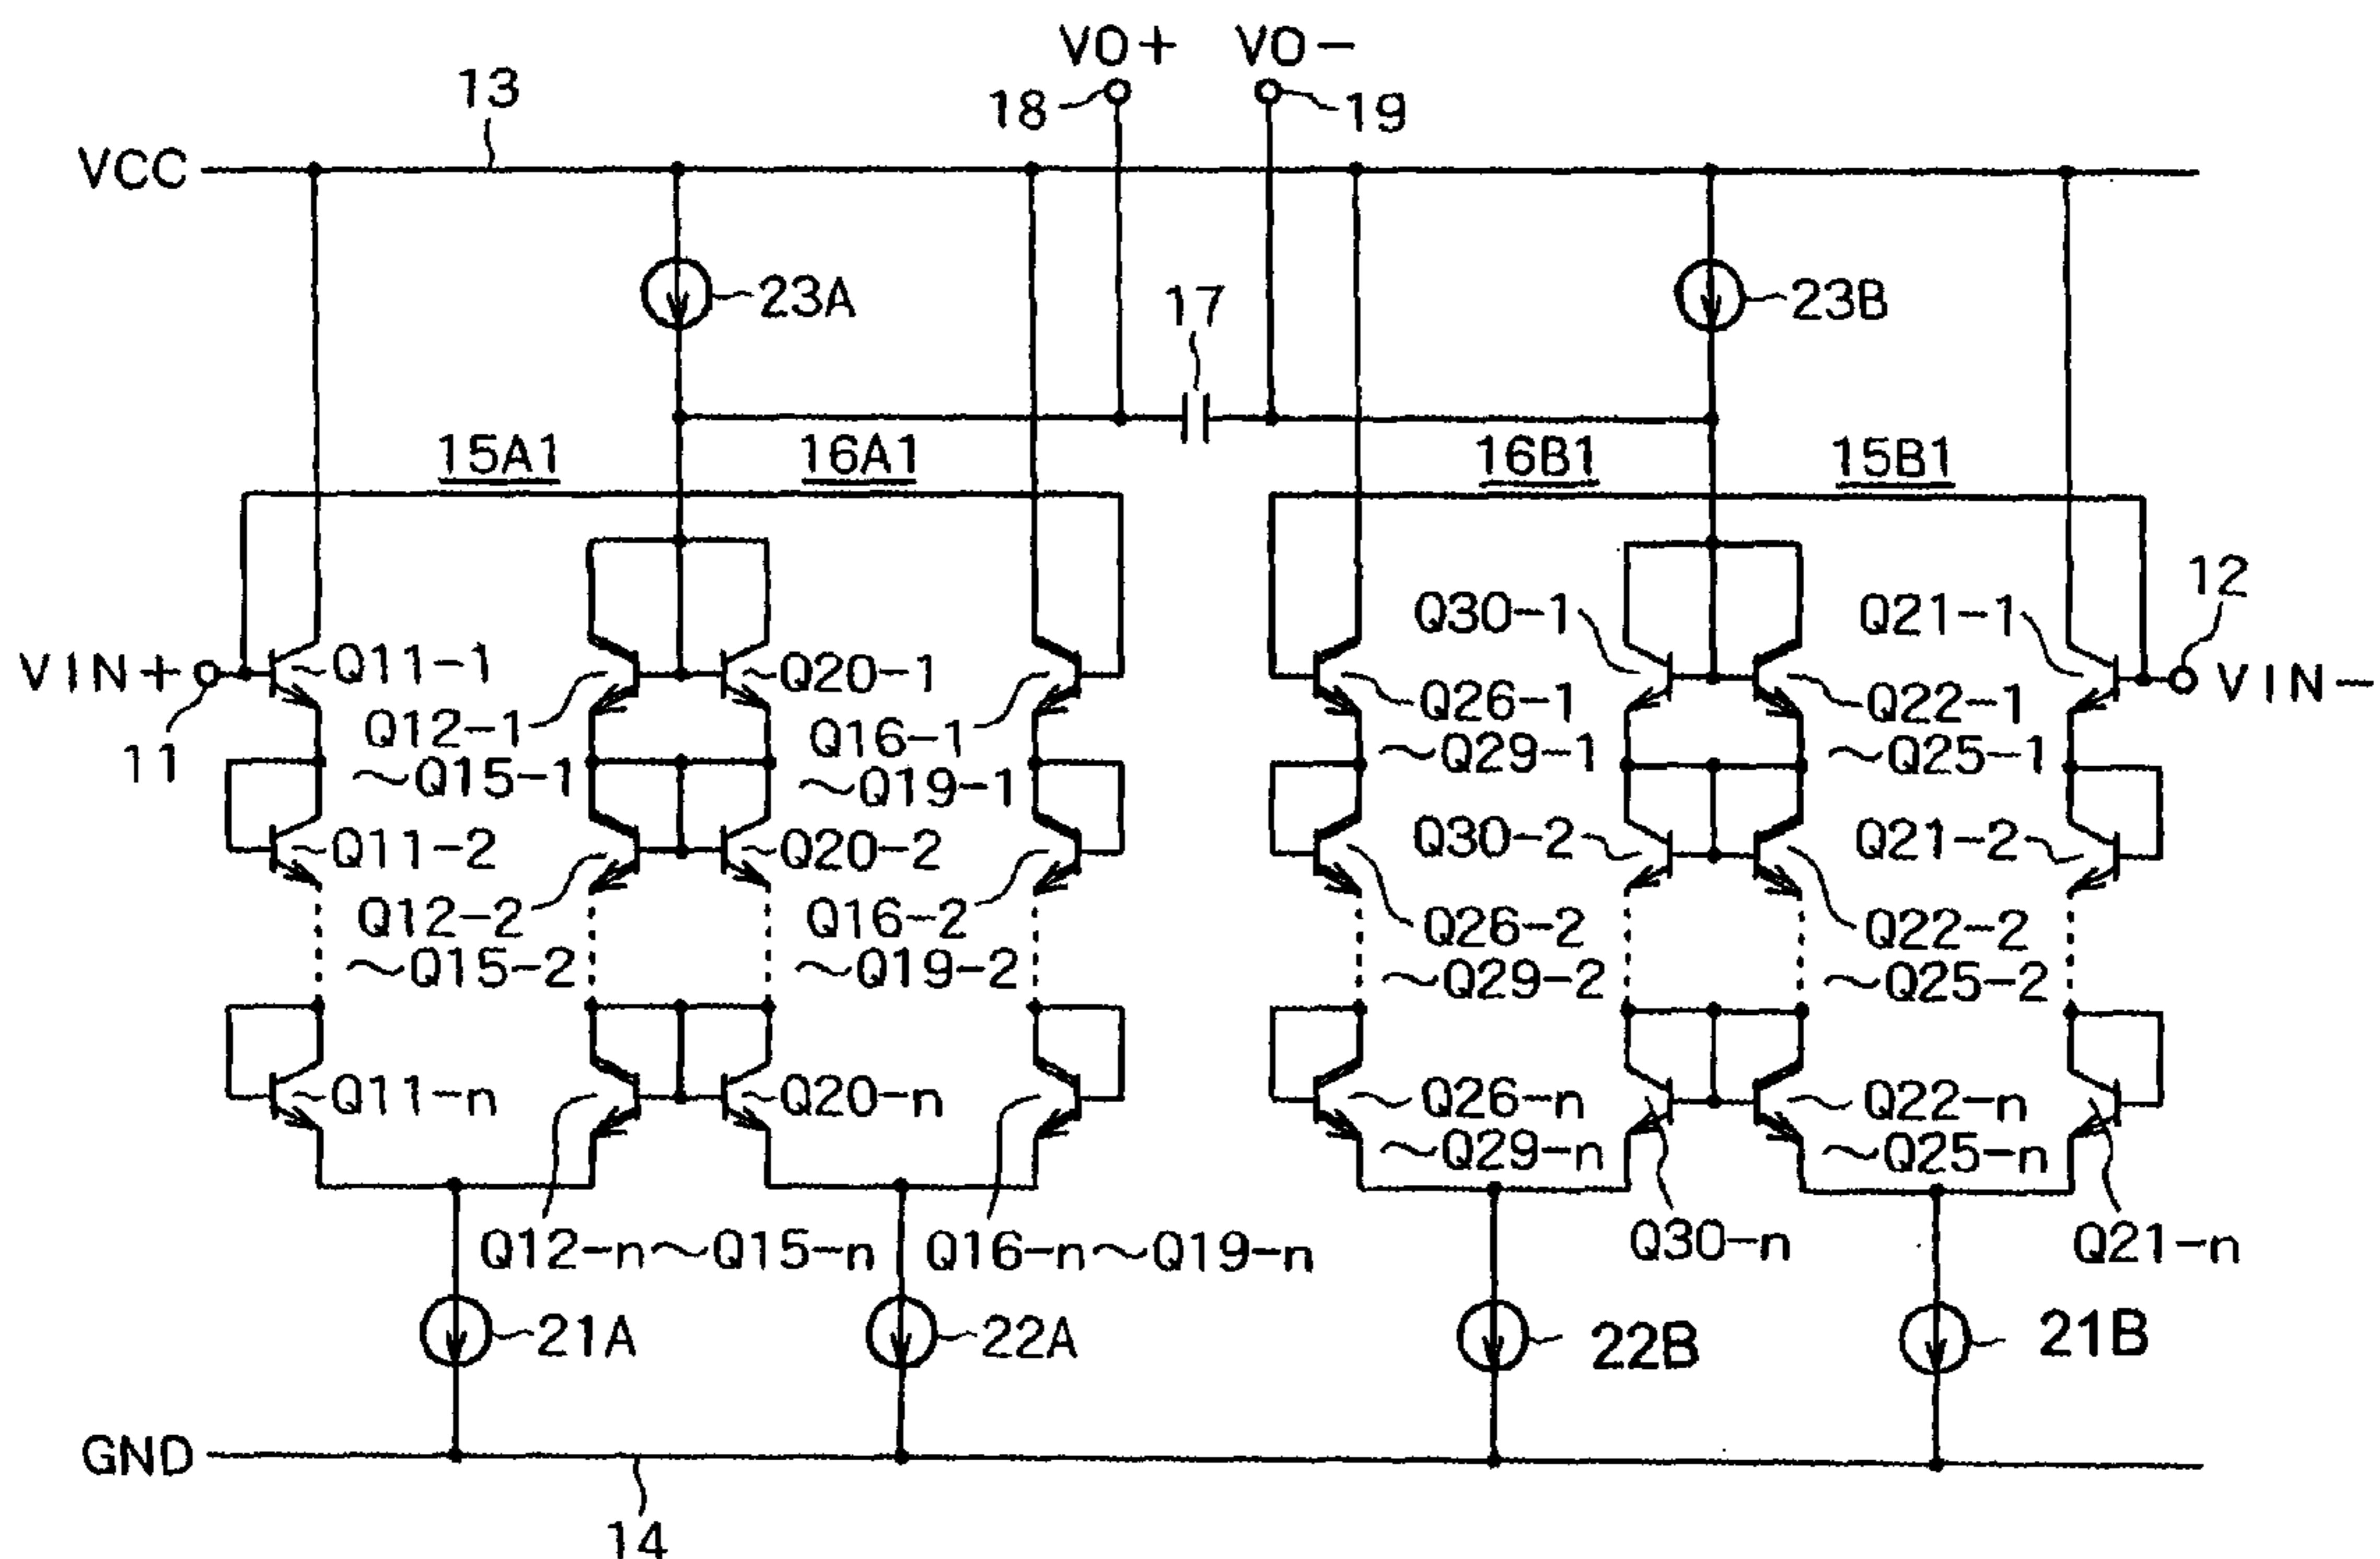 VO+ VO-
13
18
19
VCC
23A
17
23B
15A1
16A1
16B1
15B1
Q30-1
Q21-1
12
VIN+
Q11-1
Q20-1
Q26-1
～Q29-1
Q22-1
～Q25-1
VIN-
11
Q12-1
～Q15-1
Q16-1
～Q19-1
Q11-2
Q20-2
Q30-2
Q21-2
Q12-2
～Q15-2
Q16-2
～Q19-2
Q26-2
～Q29-2
Q22-2
～Q25-2
Q11-n
Q20-n
Q26-n
～Q29-n
Q22-n
～Q25-n
Q12-n～Q15-n
Q16-n～Q19-n
Q30-n
Q21-n
21A
22A
22B
21B
GND
14